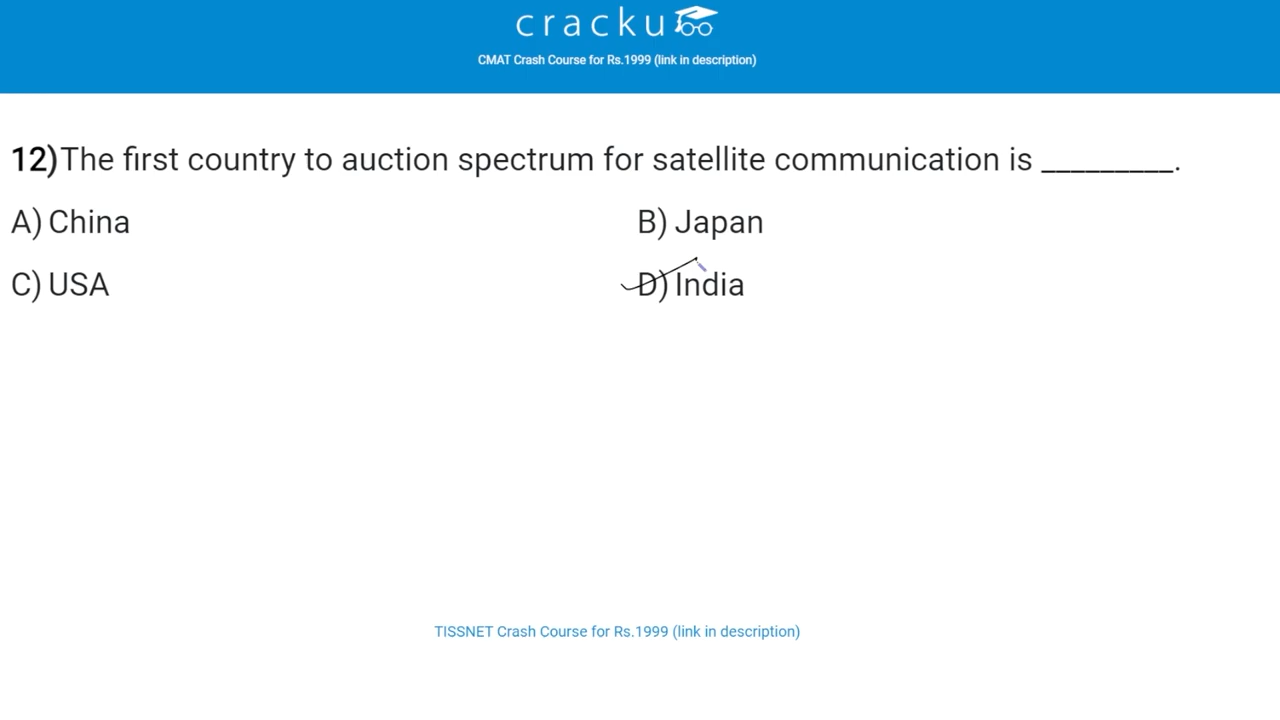 cracku
CMAT Crash Course for Rs.1999 (link in description)
12)The first country to auction spectrum for satellite communication is _________.
A) China
B) Japan
C) USA
D) India
TISSNET Crash Course for Rs.1999 (link in description)